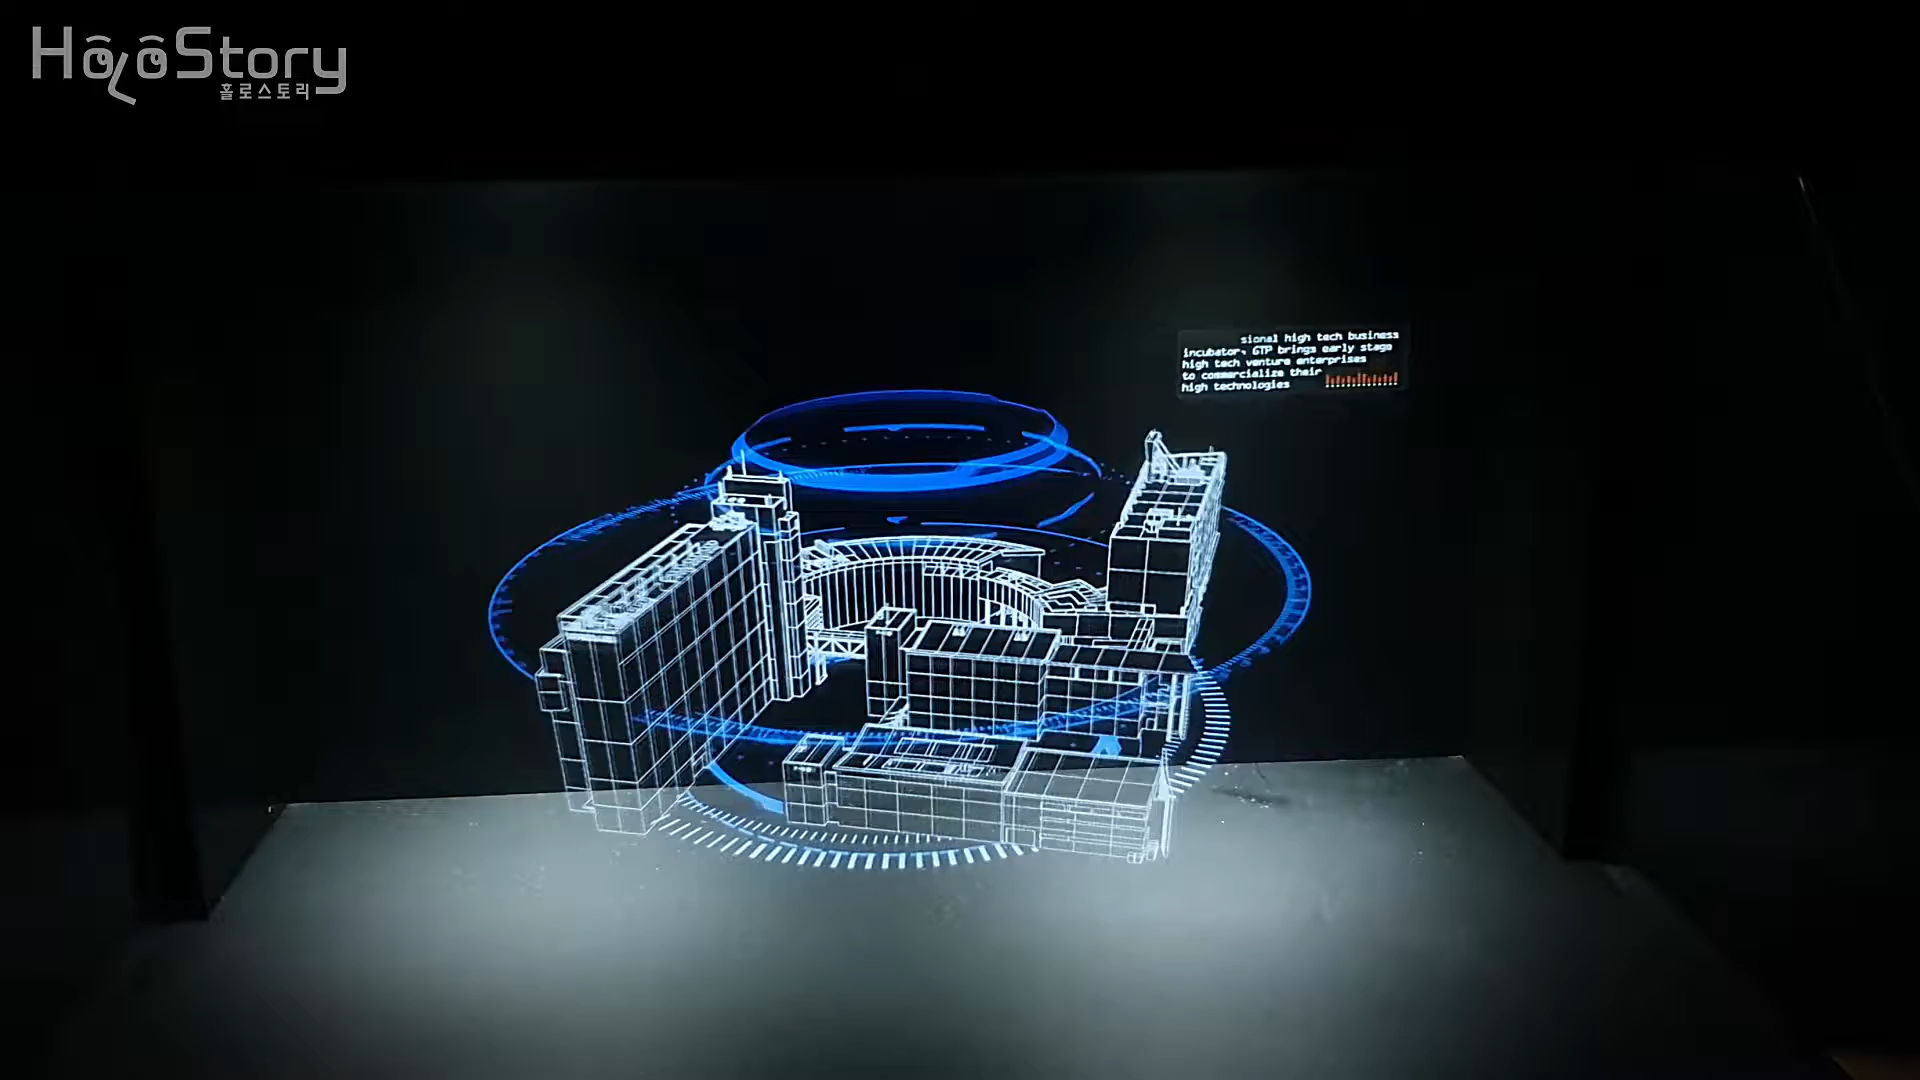 HoloStory
홀로스토리
sional high tech business
incubator, GTP brings early stage
high tech venture enterprises
to commercialize their
high technologies